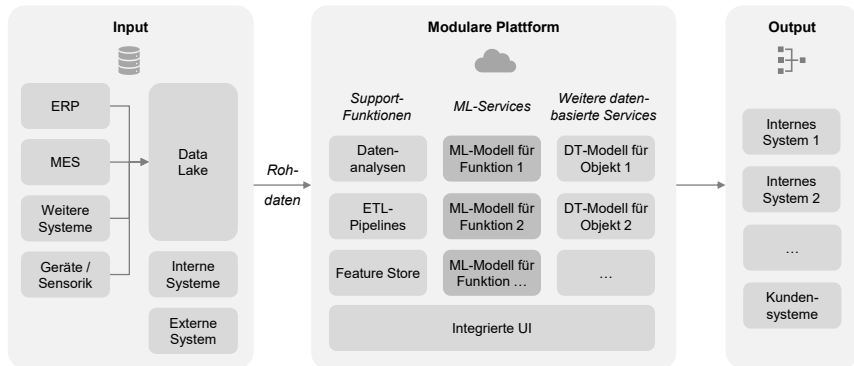 Input
ERP
MES
Weitere
Systeme
Geräte /
Sensorik
Data
Lake
Interne
Systeme
Externe
System
Roh-
daten
Modulare Plattform
Support-
Funktionen
ML-Services
Weitere daten-
basierte Services
Daten-
analysen
ML-Modell für
Funktion 1
DT-Modell für
Objekt 1
ETL-
Pipelines
ML-Modell für
Funktion 2
DT-Modell für
Objekt 2
Feature Store
ML-Modell für
Funktion …
…
Integrierte UI
Output
Internes
System 1
Internes
System 2
…
Kunden-
systeme